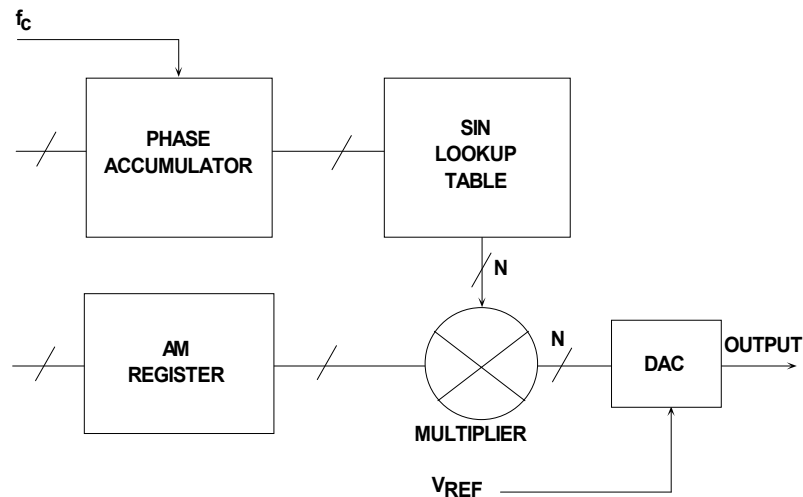 fC
PHASE
ACCUMULATOR
SIN
LOOKUP
TABLE
N
AM
REGISTER
N
MULTIPLIER
DAC
OUTPUT
VREF